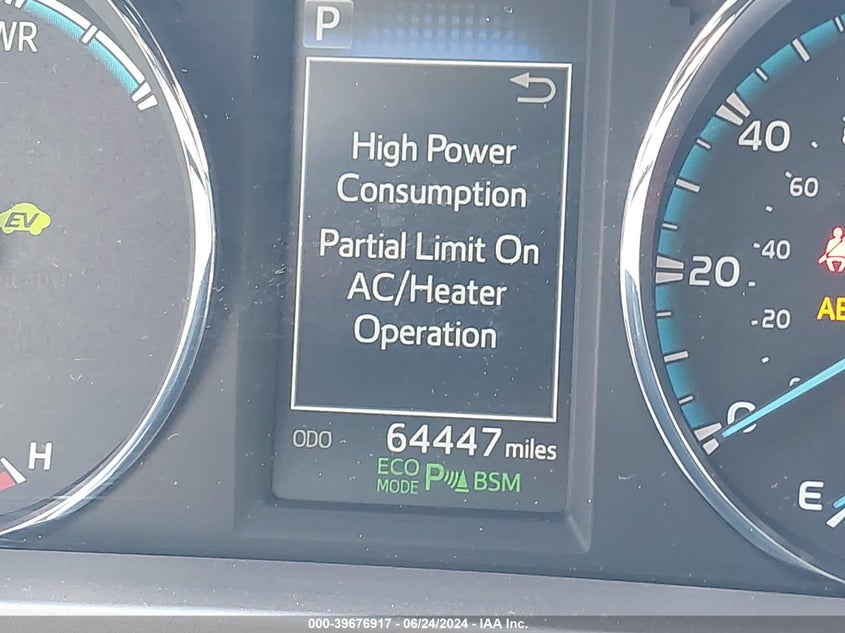 WR
P
High Power
Consumption
Partial Limit On
AC/Heater
Operation
EV
H
ODO 64447 miles
ECO
MODE
P BSM
40
60
20
40
20
0
E
000-39676917 - 06/24/2024 - IAA Inc.